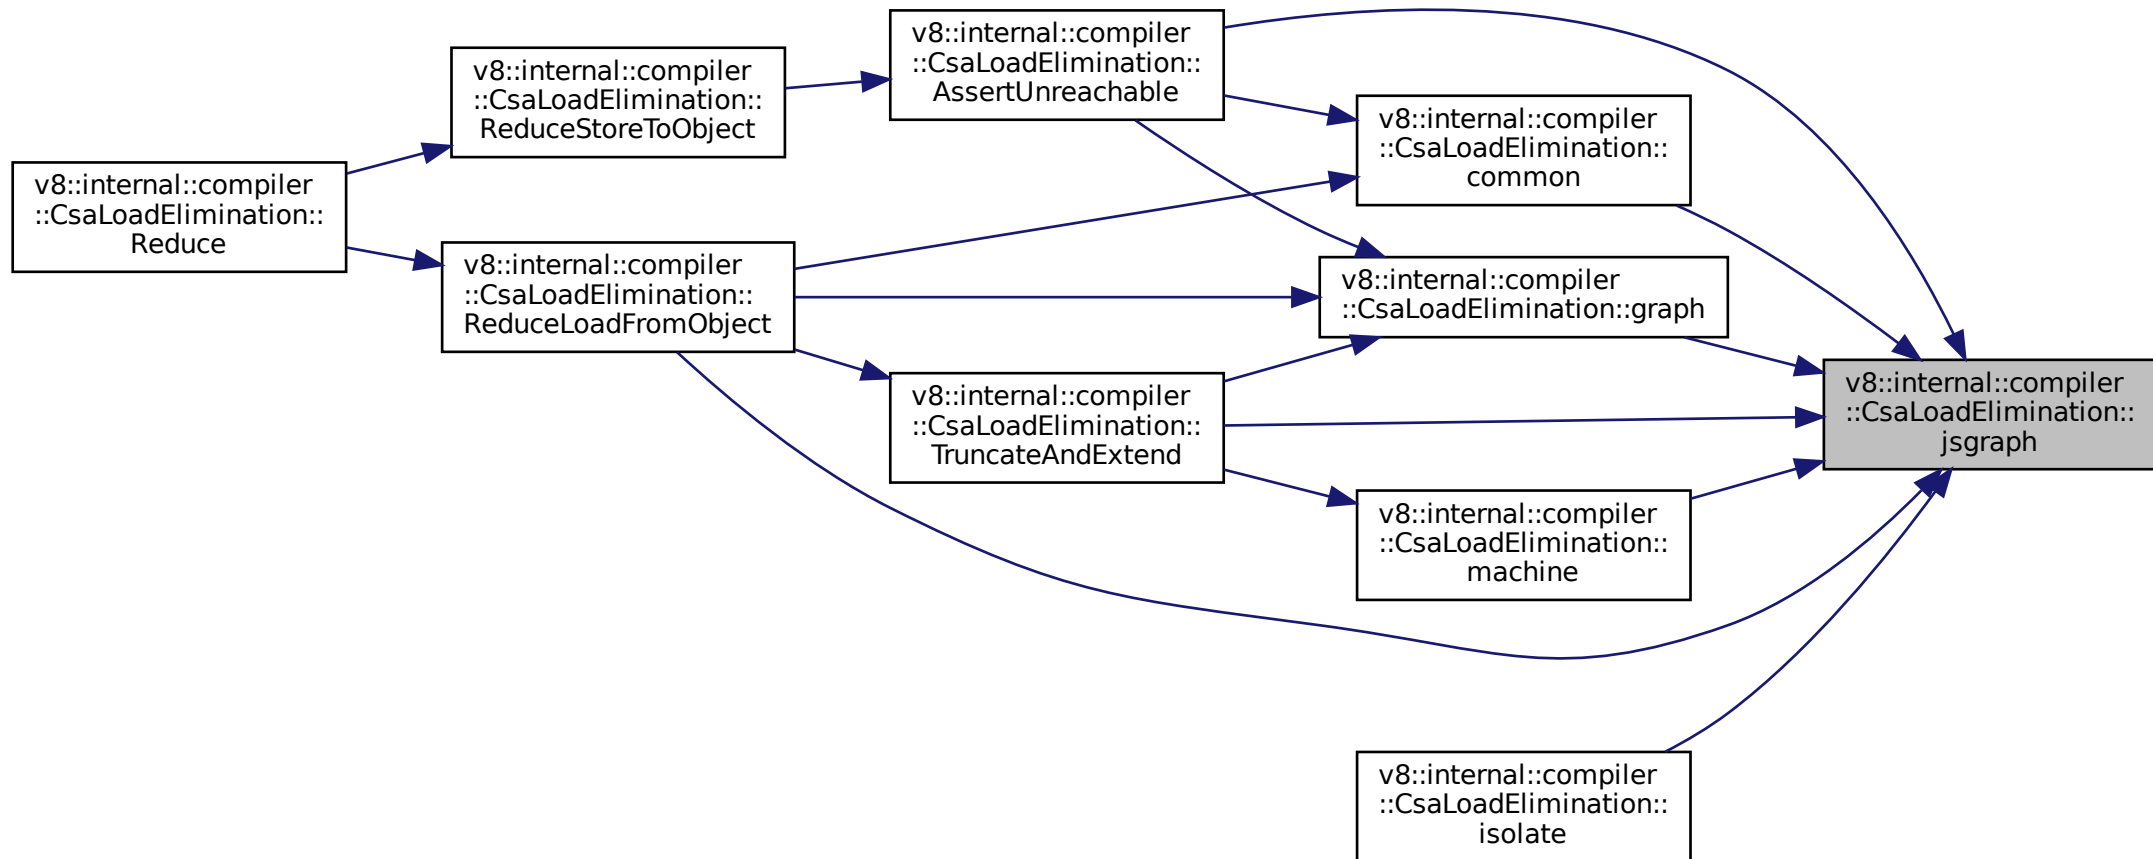 v8::internal::compiler
::CsaLoadElimination::
Reduce
v8::internal::compiler
::CsaLoadElimination::
ReduceStoreToObject
v8::internal::compiler
::CsaLoadElimination::
ReduceLoadFromObject
v8::internal::compiler
::CsaLoadElimination::
AssertUnreachable
v8::internal::compiler
::CsaLoadElimination::
TruncateAndExtend
v8::internal::compiler
::CsaLoadElimination::
common
v8::internal::compiler
::CsaLoadElimination::graph
v8::internal::compiler
::CsaLoadElimination::
machine
v8::internal::compiler
::CsaLoadElimination::
isolate
v8::internal::compiler
::CsaLoadElimination::
jsgraph